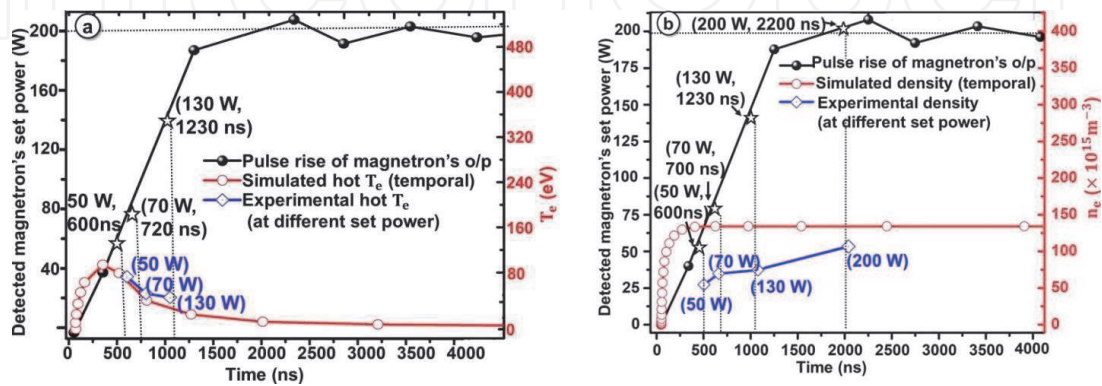 a
Detected magnetron's set power (W)
200
160
120
80
40
480
400
320
240
160
80
0
T_e (eV)
(130 W,
1230 ns)
Pulse rise of magnetron's o/p
Simulated hot T_e (temporal)
Experimental hot T_e
(at different set power)
50 W,
600ns
(70 W,
720 ns)
(50 W)
(70 W)
(130 W)
0 500 1000 1500 2000 2500 3000 3500 4000
Time (ns)
b
Detected magnetron's set power (W)
200
175
150
125
100
75
50
25
0
400
350
300
250
200
150
100
50
0
n_e (× 10^15 m^-3)
(200 W, 2200 ns)
(130 W,
1230 ns)
Pulse rise of magnetron's o/p
Simulated density (temporal)
Experimental density
(at different set power)
(70 W,
700 ns)
(50 W,
600ns)
(70 W)
(50 W)
(130 W)
(200 W)
0 500 1000 1500 2000 2500 3000 3500 4000
Time (ns)